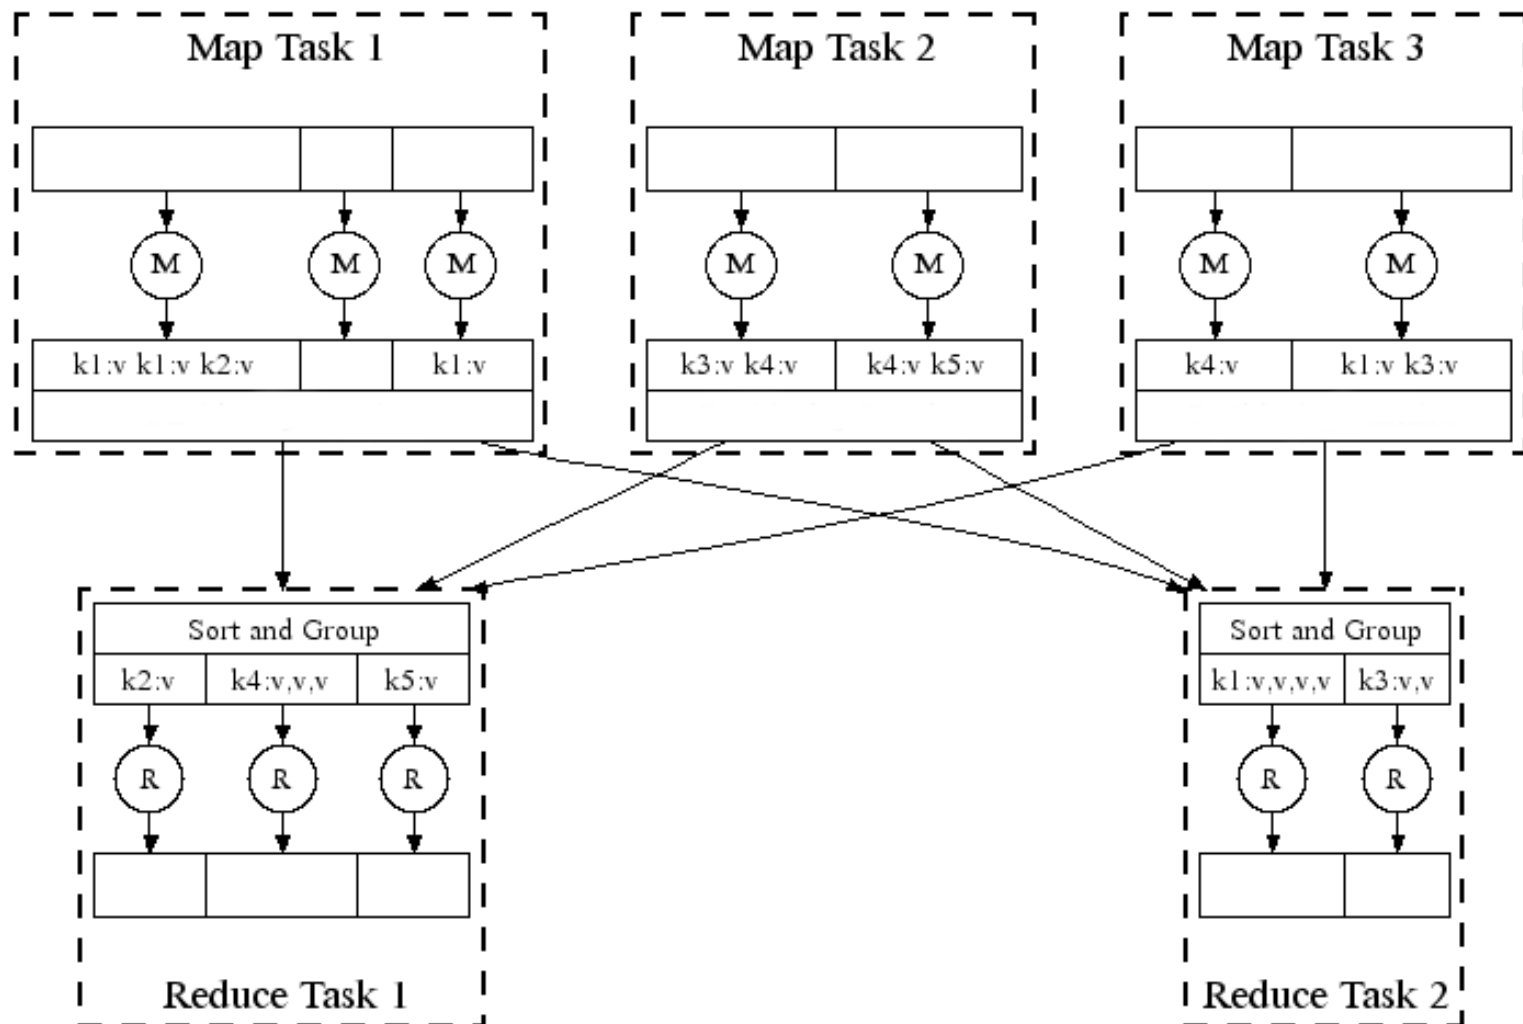 Map Task 1
Map Task 2
Map Task 3
M
M
M
M
M
M
M
k1:v k1:v k2:v
k1:v
k3:v k4:v
k4:v k5:v
k4:v
k1:v k3:v
Sort and Group
k2:v
k4:v,v,v
k5:v
R
R
R
Reduce Task 1
Sort and Group
k1:v,v,v,v
k3:v,v
R
R
Reduce Task 2